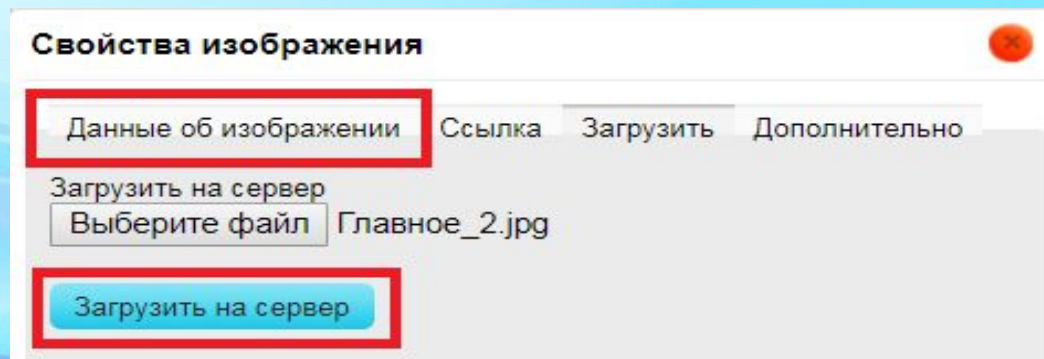 Свойства изображения
Данные об изображении Ссылка Загрузить Дополнительно
Загрузить на сервер
Выберите файл Главное_2.jpg
Загрузить на сервер